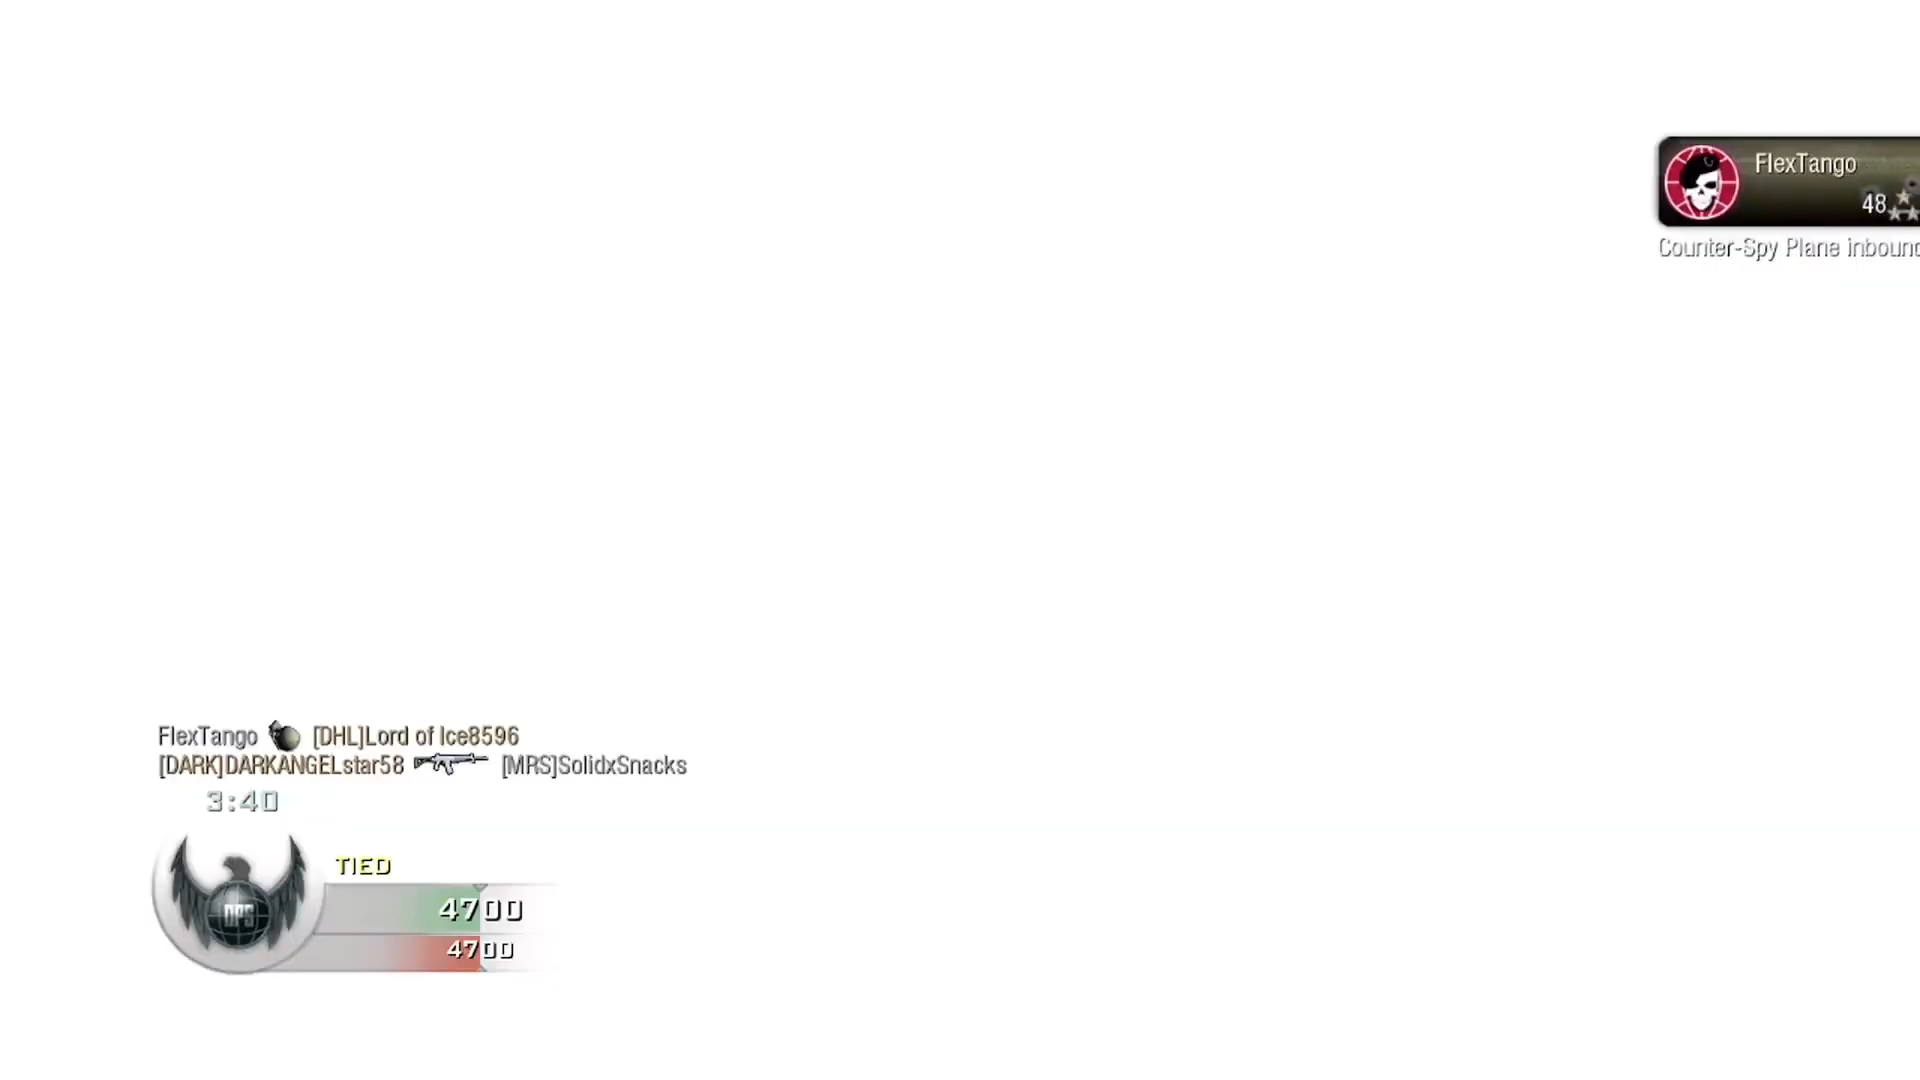 FlexTango
48
Counter-Spy Plane inbound
FlexTango [DHL]Lord of Ice8596
[DARK]DARKANGELstar58 [MRS]SolidxSnacks
3:40
OPS
TIED
4700
4700